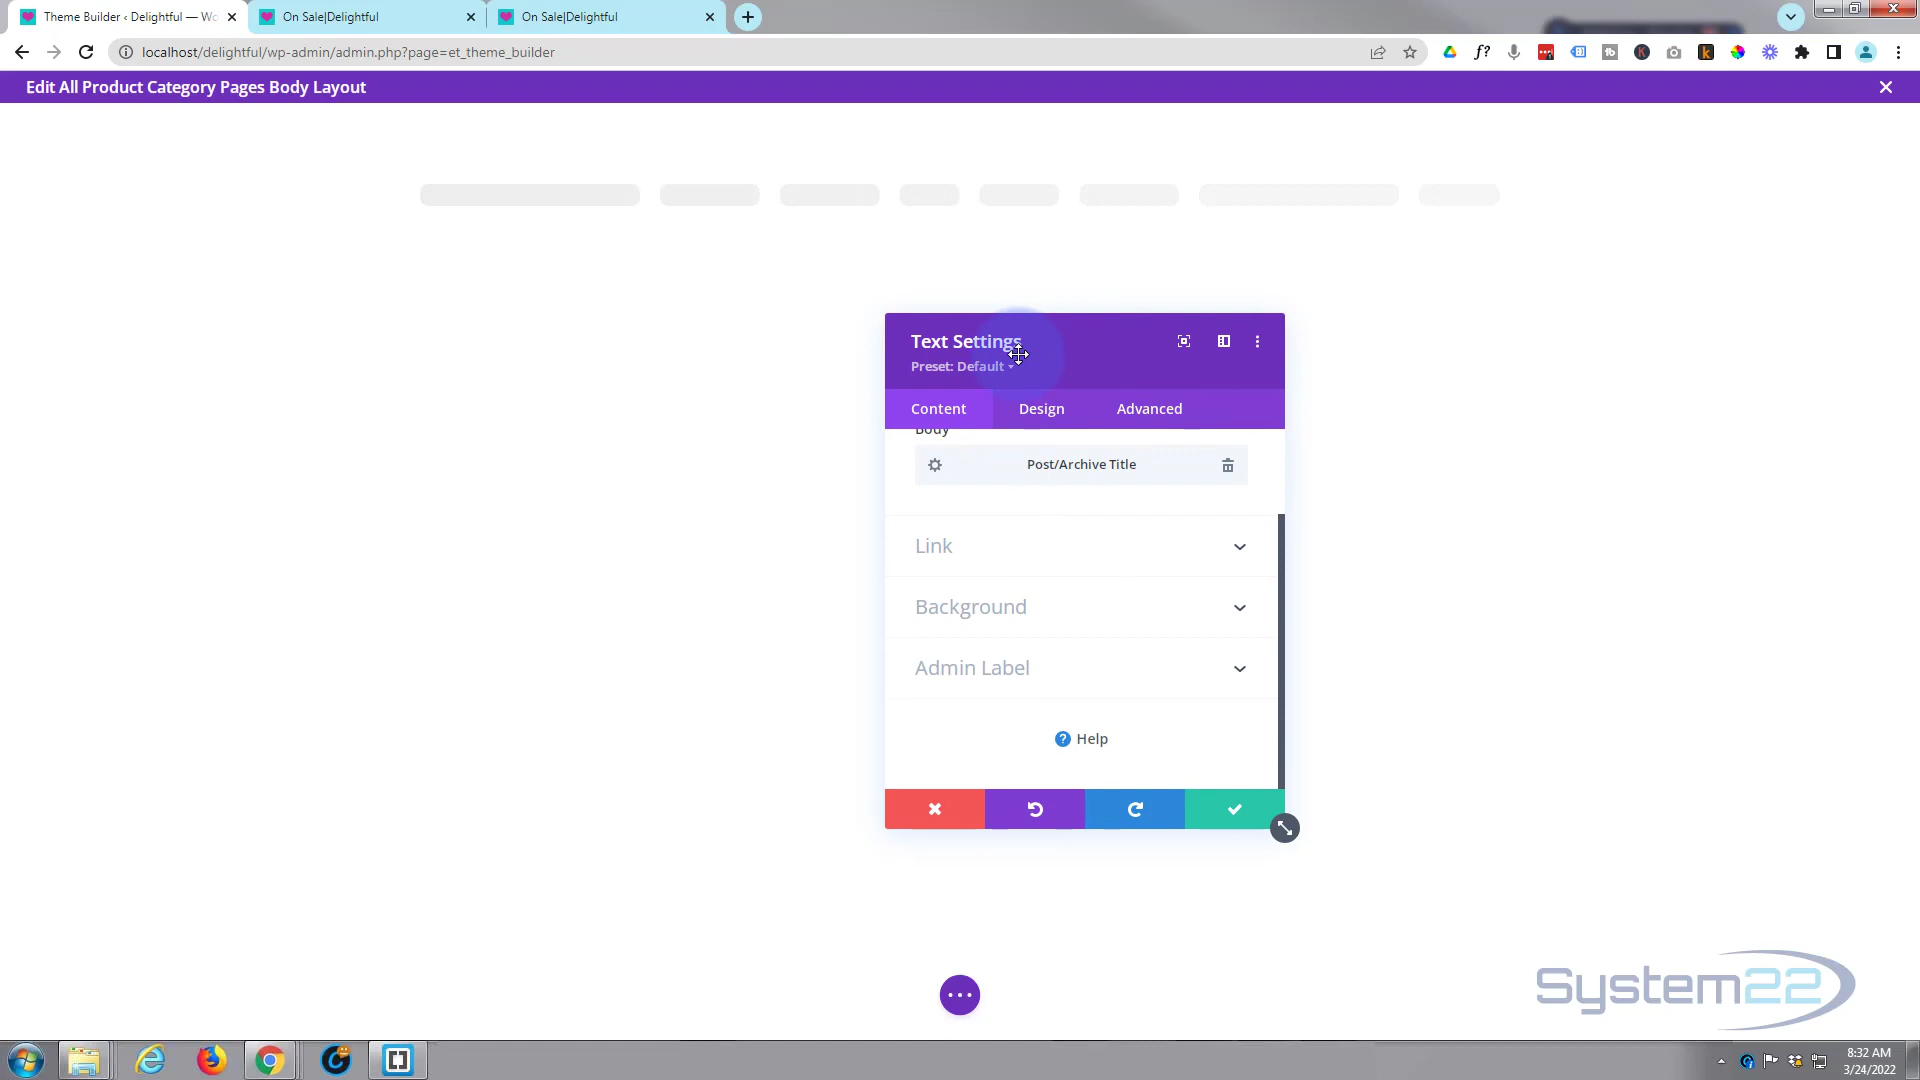 Theme Builder ‹ Delightful — Wo
On Sale|Delightful
On Sale|Delightful
localhost/delightful/wp-admin/admin.php?page=et_theme_builder
Edit All Product Category Pages Body Layout
Text Settings
Preset: Default
Content
Design
Advanced
Body
Post/Archive Title
Link
Background
Admin Label
? Help
System22
8:32 AM
3/24/2022